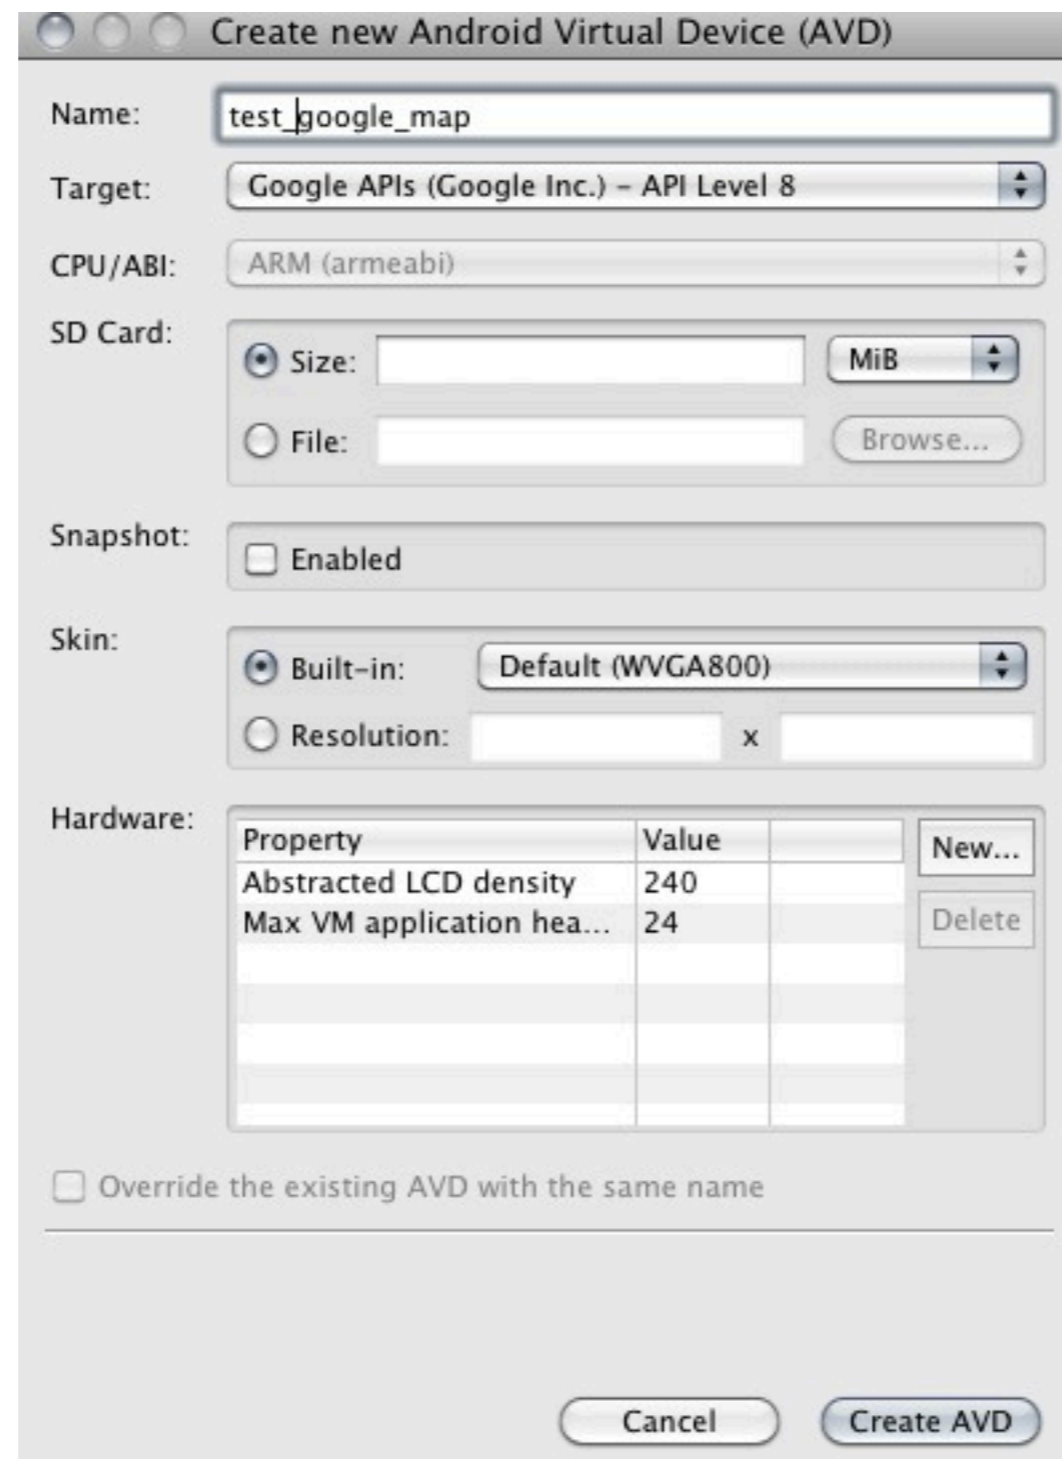 Create new Android Virtual Device (AVD)
Name: test_google_map
Target: Google APIs (Google Inc.) – API Level 8
CPU/ABI: ARM (armeabi)
SD Card:
Size: MiB
File: Browse...
Snapshot:
Enabled
Skin:
Built-in: Default (WVGA800)
Resolution: x
Hardware:
Property Value New...
Abstracted LCD density 240
Max VM application hea... 24 Delete
Override the existing AVD with the same name
Cancel Create AVD